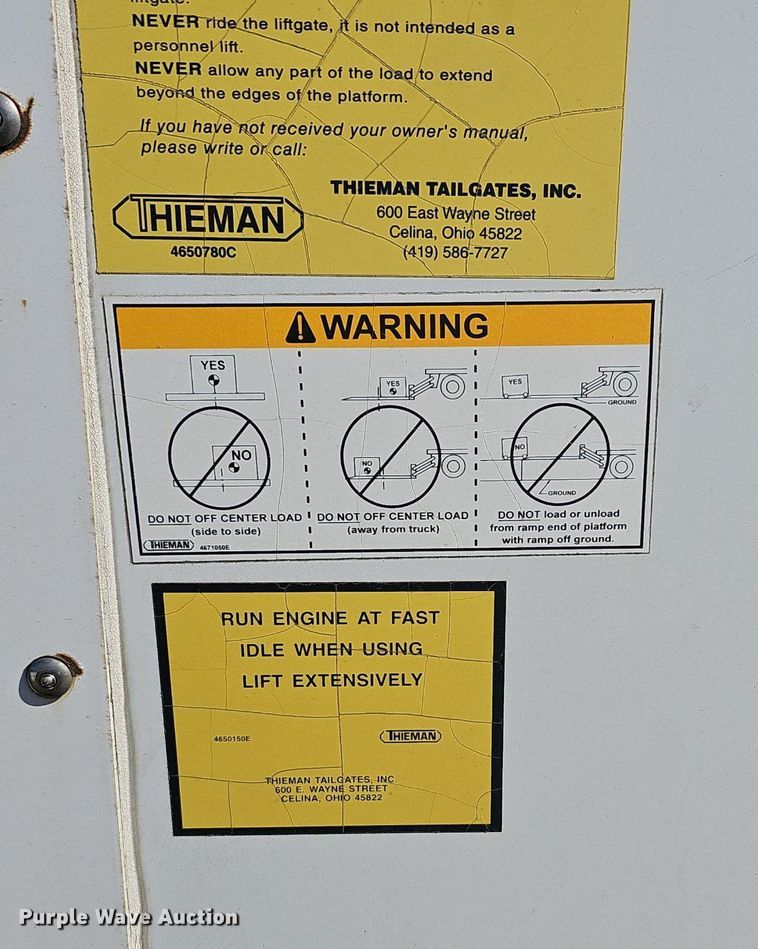 liftgate.
NEVER ride the liftgate, it is not intended as a
personnel lift.
NEVER allow any part of the load to extend
beyond the edges of the platform.
If you have not received your owner's manual,
please write or call:
THIEMAN
4650780C
THIEMAN TAILGATES, INC.
600 East Wayne Street
Celina, Ohio 45822
(419) 586-7727
WARNING
YES
NO
DO NOT OFF CENTER LOAD
(side to side)
THIEMAN 4671050E
YES
NO
DO NOT OFF CENTER LOAD
(away from truck)
YES
GROUND
NO
GROUND
DO NOT load or unload
from ramp end of platform
with ramp off ground.
RUN ENGINE AT FAST
IDLE WHEN USING
LIFT EXTENSIVELY
4650150E THIEMAN
THIEMAN TAILGATES, INC.
600 E. WAYNE STREET
CELINA, OHIO 45822
Purple Wave Auction